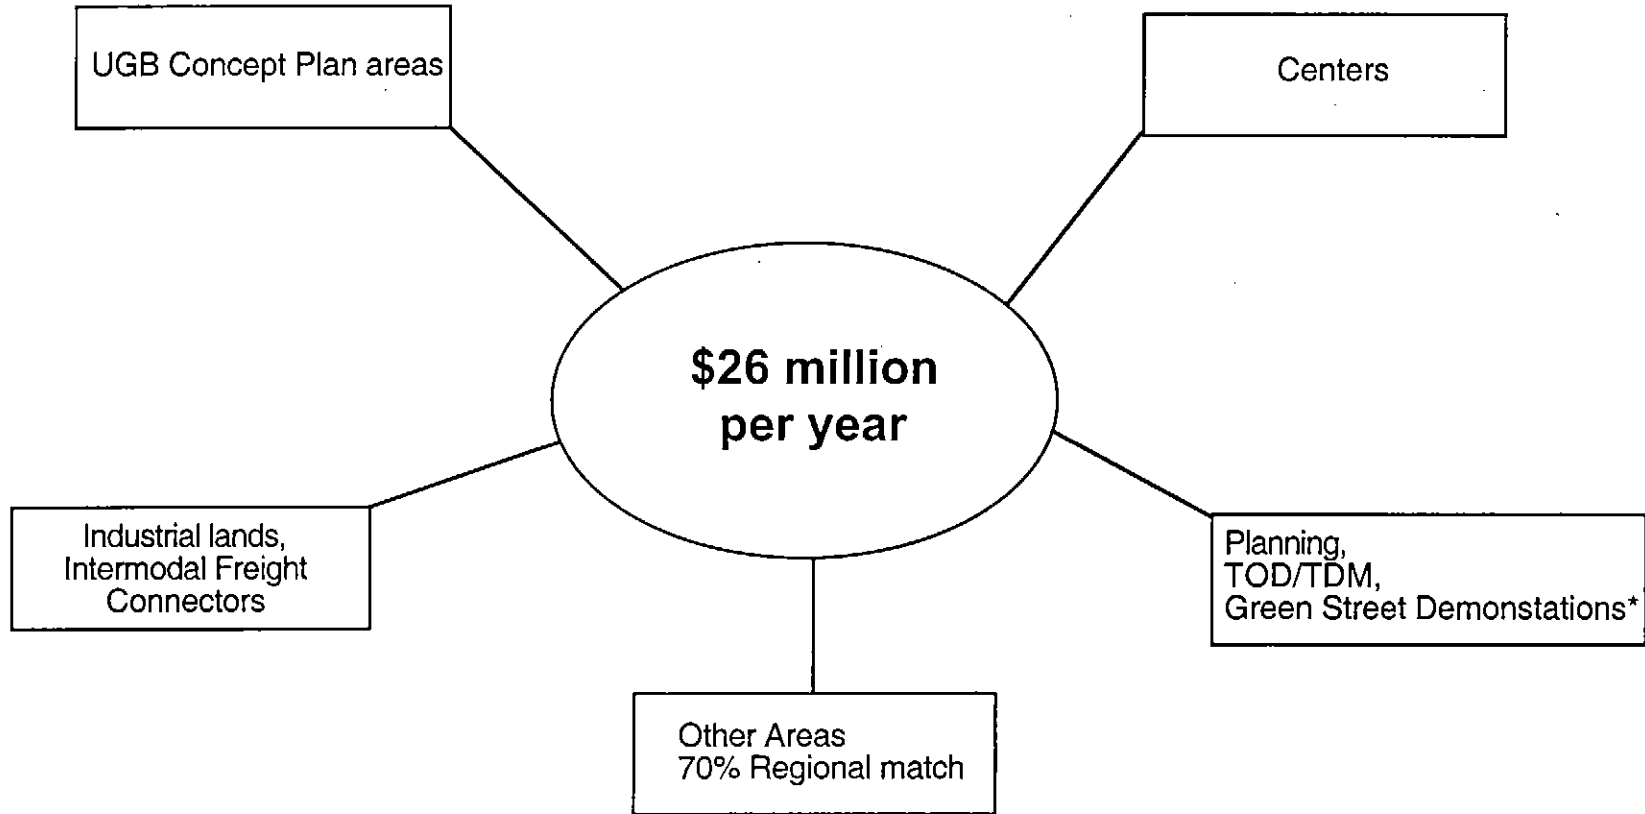 UGB Concept Plan areas
Centers
$26 million
per year
Industrial lands,
Intermodal Freight
Connectors
Planning,
TOD/TDM,
Green Street Demonstations*
Other Areas
70% Regional match